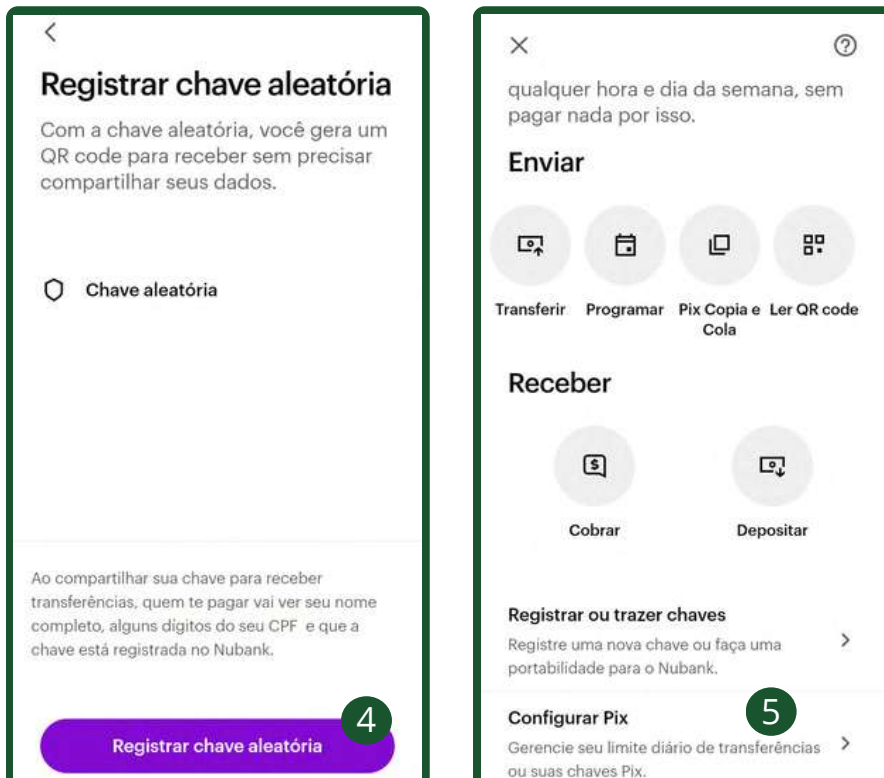 Registrar chave aleatória
Com a chave aleatória, você gera um
QR code para receber sem precisar
compartilhar seus dados.
Chave aleatória
Ao compartilhar sua chave para receber
transferências, quem te pagar vai ver seu nome
completo, alguns dígitos do seu CPF e que a
chave está registrada no Nubank.
4
Registrar chave aleatória
qualquer hora e dia da semana, sem
pagar nada por isso.
Enviar
Transferir Programar Pix Copia e Ler QR code
Cola
Receber
Cobrar Depositar
Registrar ou trazer chaves
Registre uma nova chave ou faça uma
portabilidade para o Nubank.
Configurar Pix 5
Gerencie seu limite diário de transferências
ou suas chaves Pix.